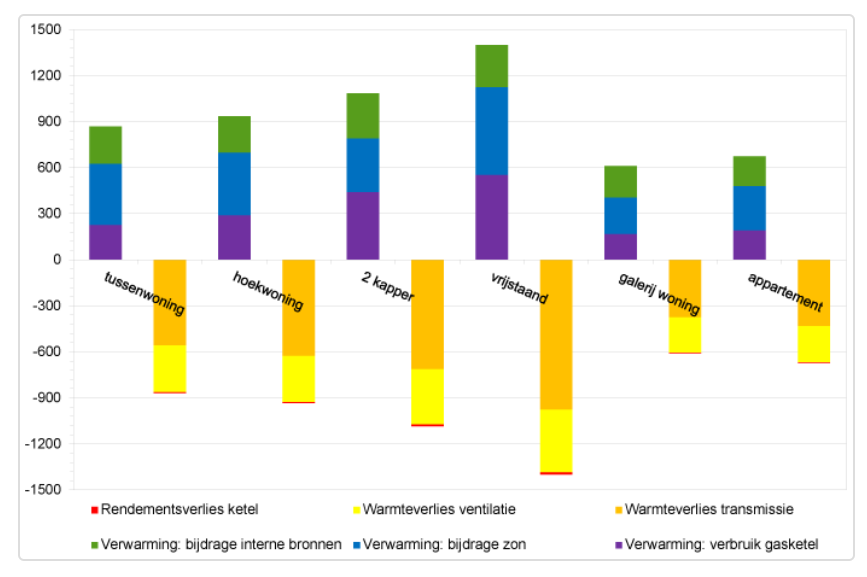 1500
1200
900
600
300
0
-300
-600
-900
-1200
-1500
tussenwoning
hoekwoning
2 kapper
vrijstaand
galerij woning
appartement
Rendementsverlies ketel
Warmteverlies ventilatie
Warmteverlies transmissie
Verwarming: bijdrage interne bronnen
Verwarming: bijdrage zon
Verwarming: verbruik gasketel